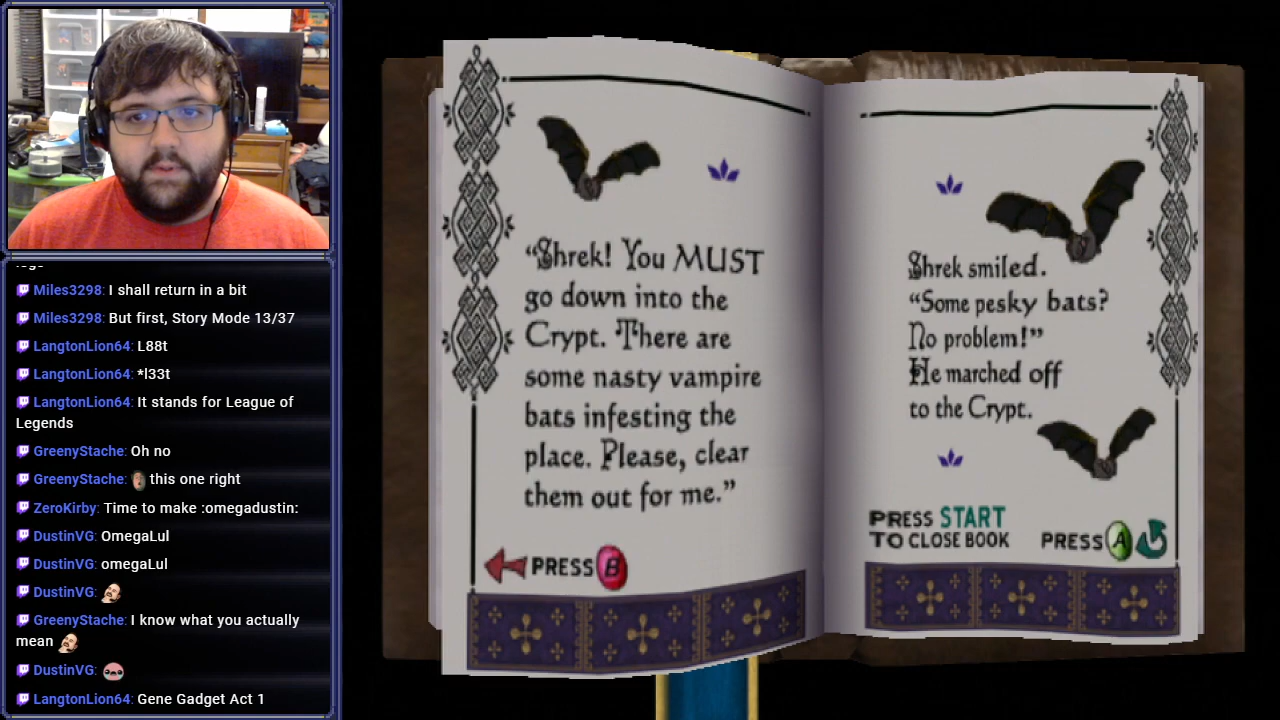 Miles3298: I shall return in a bit
Miles3298: But first, Story Mode 13/37
LangtonLion64: L88t
LangtonLion64: *l33t
LangtonLion64: It stands for League of
Legends
GreenyStache: Oh no
GreenyStache: this one right
ZeroKirby: Time to make :omegadustin:
DustinVG: OmegaLul
DustinVG: omegaLul
DustinVG:
GreenyStache: I know what you actually
mean
DustinVG:
LangtonLion64: Gene Gadget Act 1
“Shrek! You MUST
go down into the
Crypt. There are
some nasty vampire
bats infesting the
place. Please, clear
them out for me.”
PRESS B
Shrek smiled.
“Some pesky bats?
No problem!”
He marched off
to the Crypt.
PRESS START
TO CLOSE BOOK
PRESS A